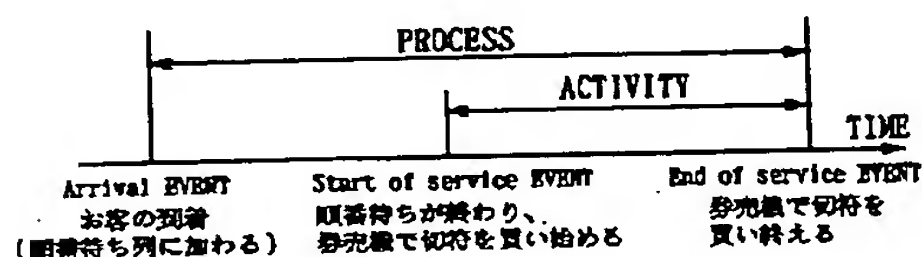 PROCESS
ACTIVITY
TIME
Arrival EVENT
お客の到着
(順番待ち列に加わる)
Start of service EVENT
順番待ちが終わり、
券売機で切符を買い始める
End of service EVENT
券売機で切符を
買い終える